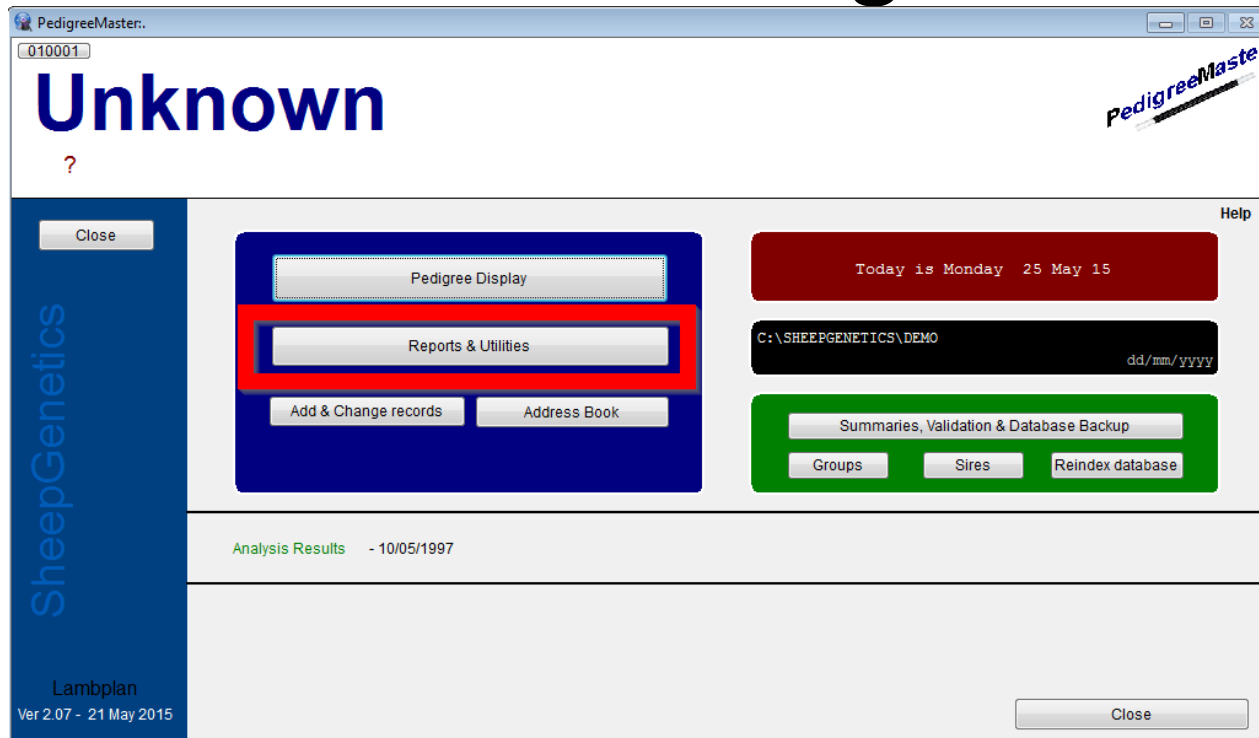 PedigreeMaster:.
010001
Unknown
?
PedigreeMaste
Help
Close
Pedigree Display
Reports & Utilities
Add & Change records
Address Book
Today is Monday 25 May 15
C:\SHEEPGENETICS\DEMO
dd/mm/yyyy
Summaries, Validation & Database Backup
Groups
Sires
Reindex database
Analysis Results - 10/05/1997
SheepGenetics
Lambplan
Ver 2.07 - 21 May 2015
Close